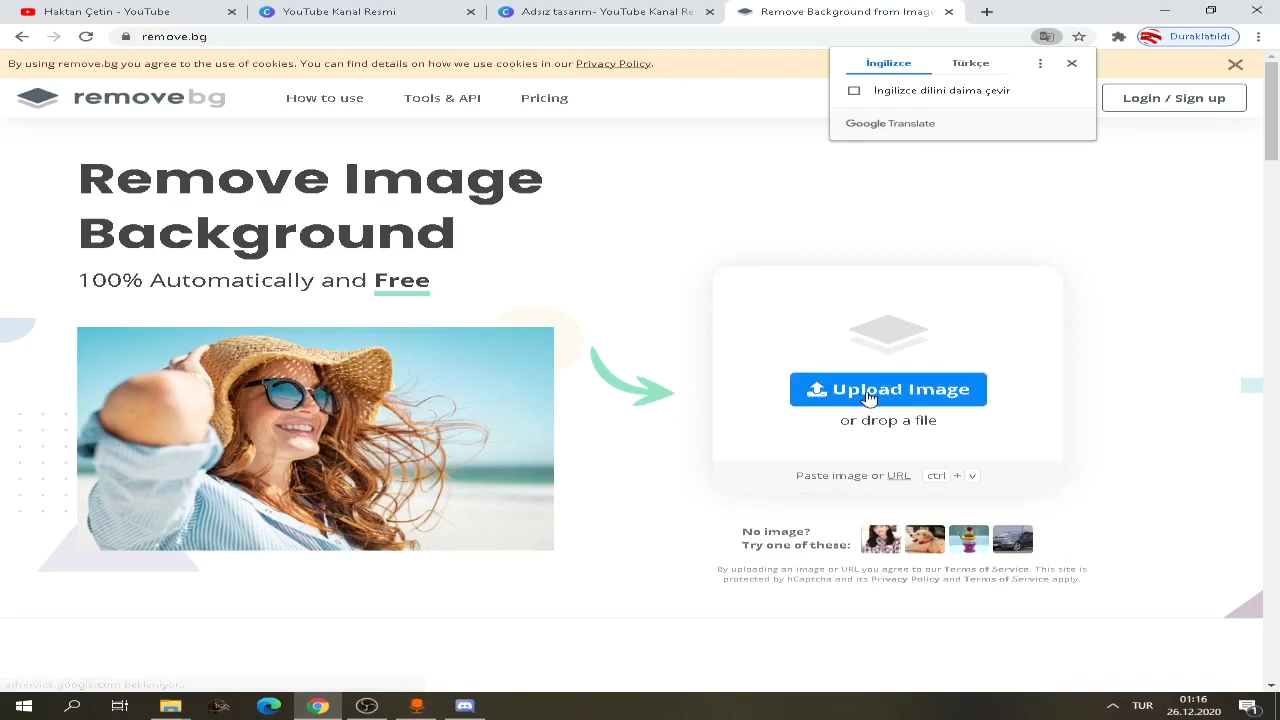 Haktan Çetin - YouTube
YouTube Kanal Resmi
Adsız tasarım- YouTube Kanal Re
Remove Background from Image
remove.bg
Duraklatıldı
By using remove.bg you agree to the use of cookies. You can find details on how we use cookies in our Privacy Policy.
İngilizce Türkçe
İngilizce dilini daima çevir
Google Translate
removebg
How to use
Tools & API
Pricing
Login / Sign up
Remove Image
Background
100% Automatically and Free
Upload Image
or drop a file
Paste image or URL ctrl + v
No image?
Try one of these:
By uploading an image or URL you agree to our Terms of Service. This site is
protected by hCaptcha and its Privacy Policy and Terms of Service apply.
adservice.google.com bekleniyor...
TUR
01:16
26.12.2020
1